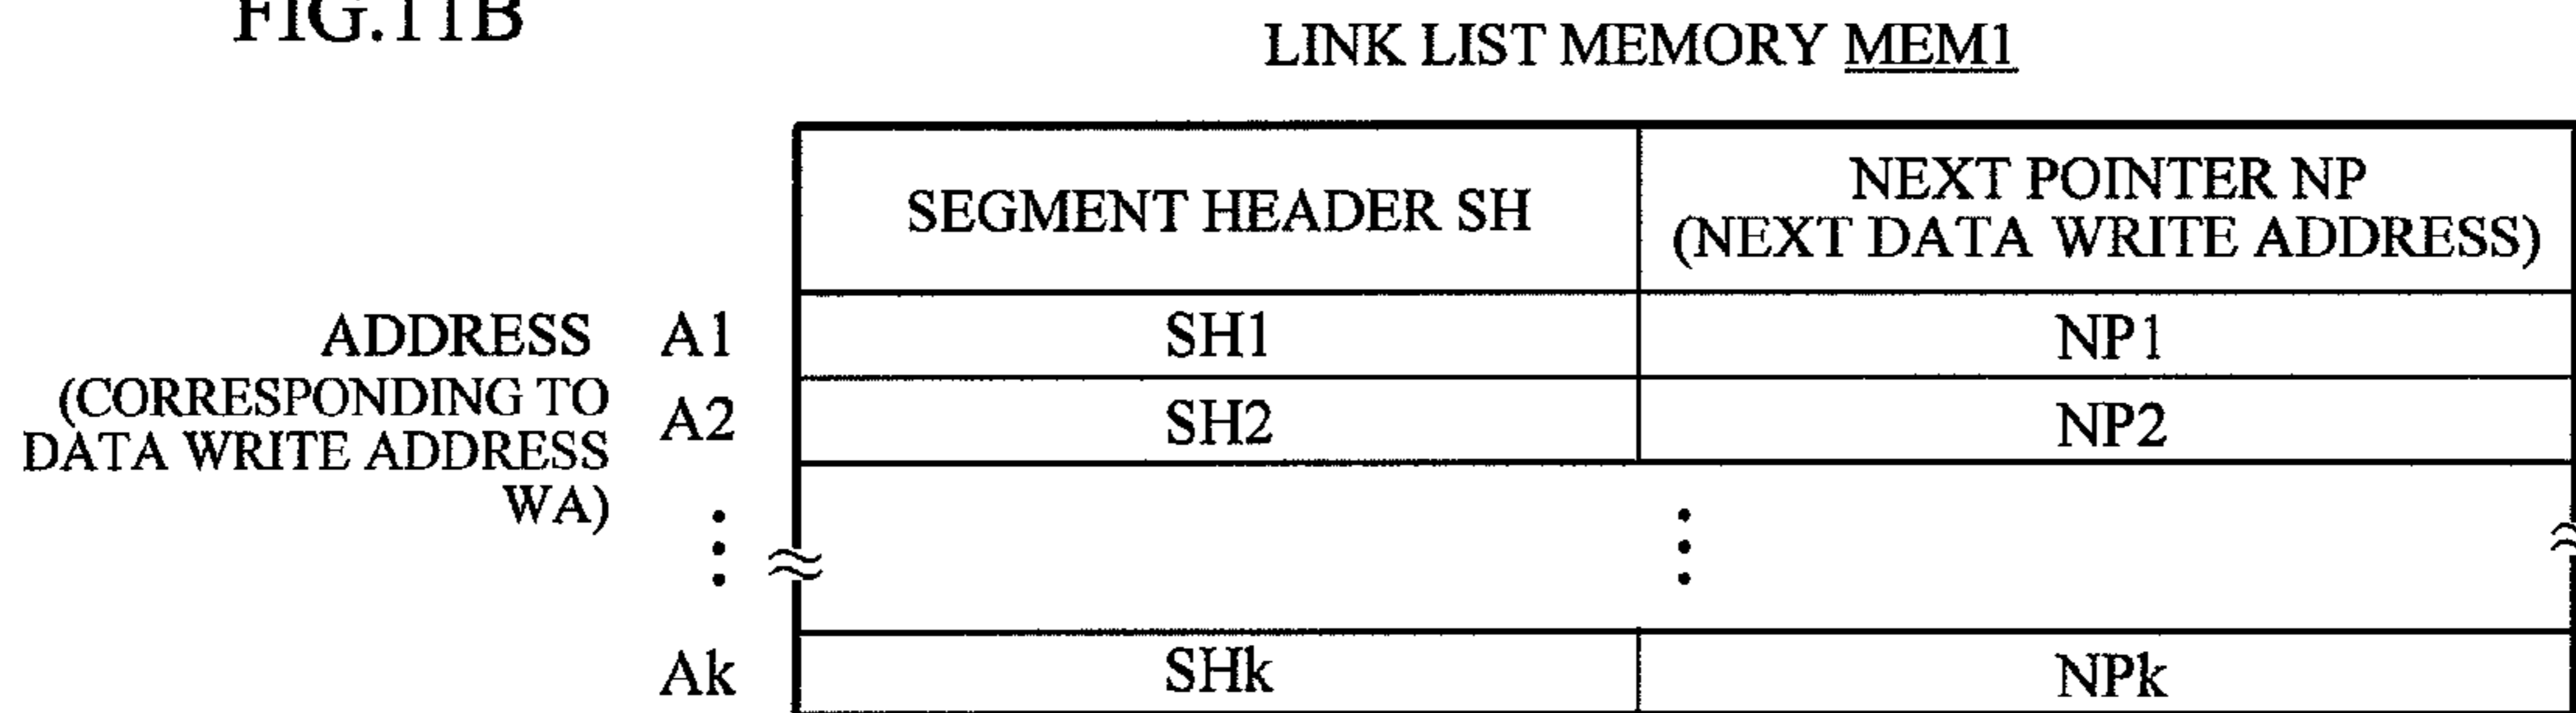 FIG.11B
LINK LIST MEMORY MEM1
SEGMENT HEADER SH
NEXT POINTER NP
(NEXT DATA WRITE ADDRESS)
ADDRESS
(CORRESPONDING TO
DATA WRITE ADDRESS
WA)
A1 SH1 NP1
A2 SH2 NP2
Ak SHk NPk